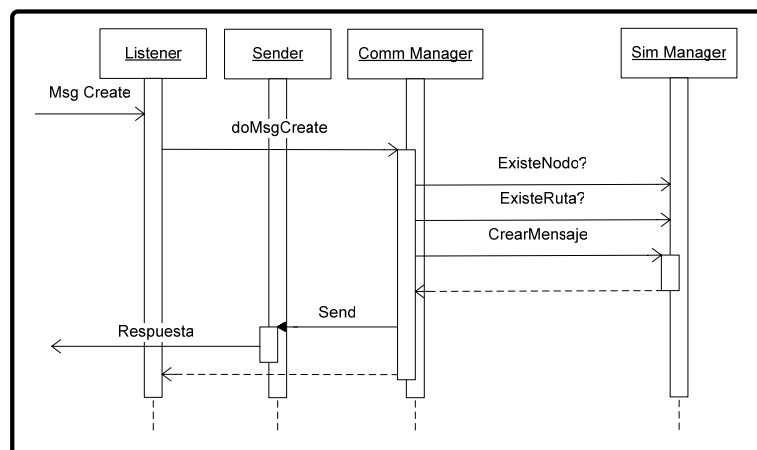 Listener
Sender
Comm Manager
Sim Manager
Msg Create
doMsgCreate
ExisteNodo?
ExisteRuta?
CrearMensaje
Send
Respuesta